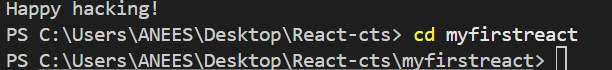 Happy hacking!
PS C:\Users\ANEES\Desktop\React-cts> cd myfirstreact
PS C:\Users\ANEES\Desktop\React-cts\myfirstreact>